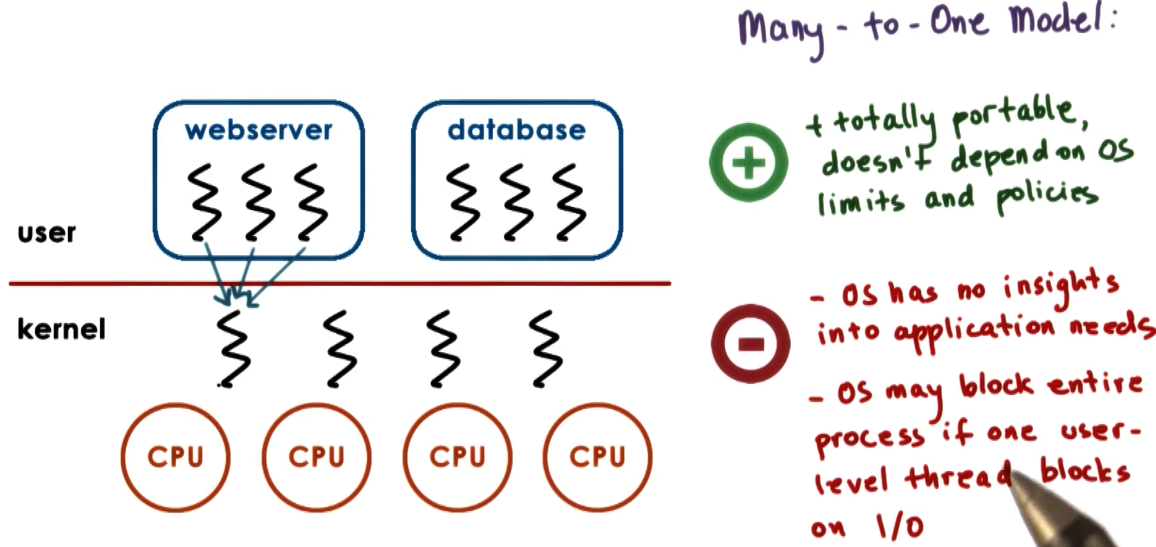 Many-to-One Model:
webserver
database
+ totally portable,
doesn't depend on OS
limits and policies
user
kernel
- OS has no insights
into application needs
- OS may block entire
process if one user-
level thread blocks
on I/O
CPU
CPU
CPU
CPU